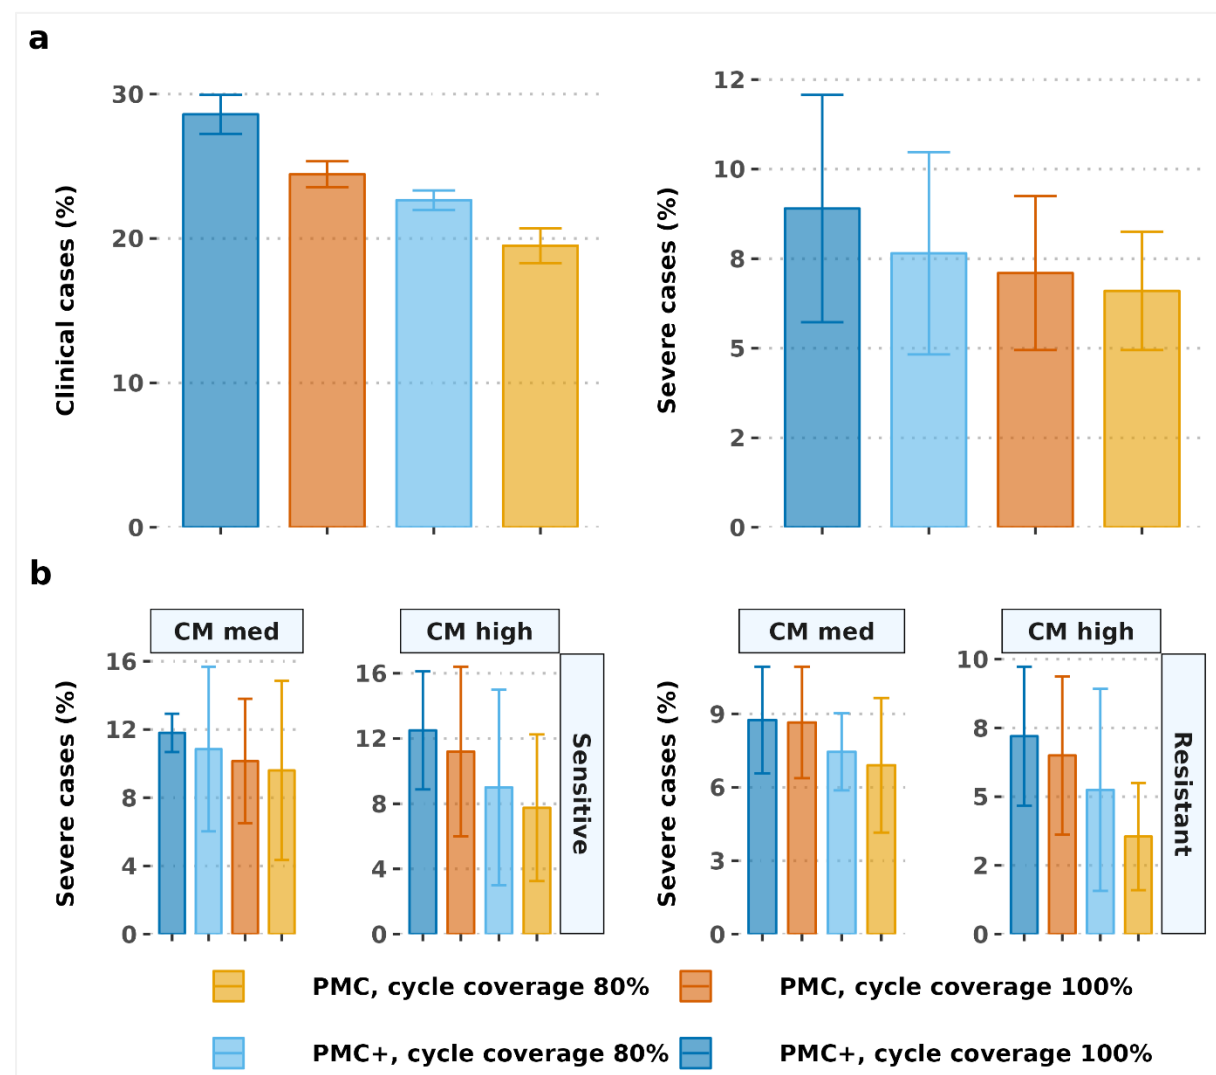 a
Clinical cases (%)
30
20
10
0
Severe cases (%)
12
10
8
5
2
0
b
CM med
CM high
CM med
CM high
Severe cases (%)
16
12
8
4
0
16
12
8
4
0
Sensitive
Severe cases (%)
9
6
3
0
10
8
5
2
0
Resistant
PMC, cycle coverage 80%
PMC, cycle coverage 100%
PMC+, cycle coverage 80%
PMC+, cycle coverage 100%